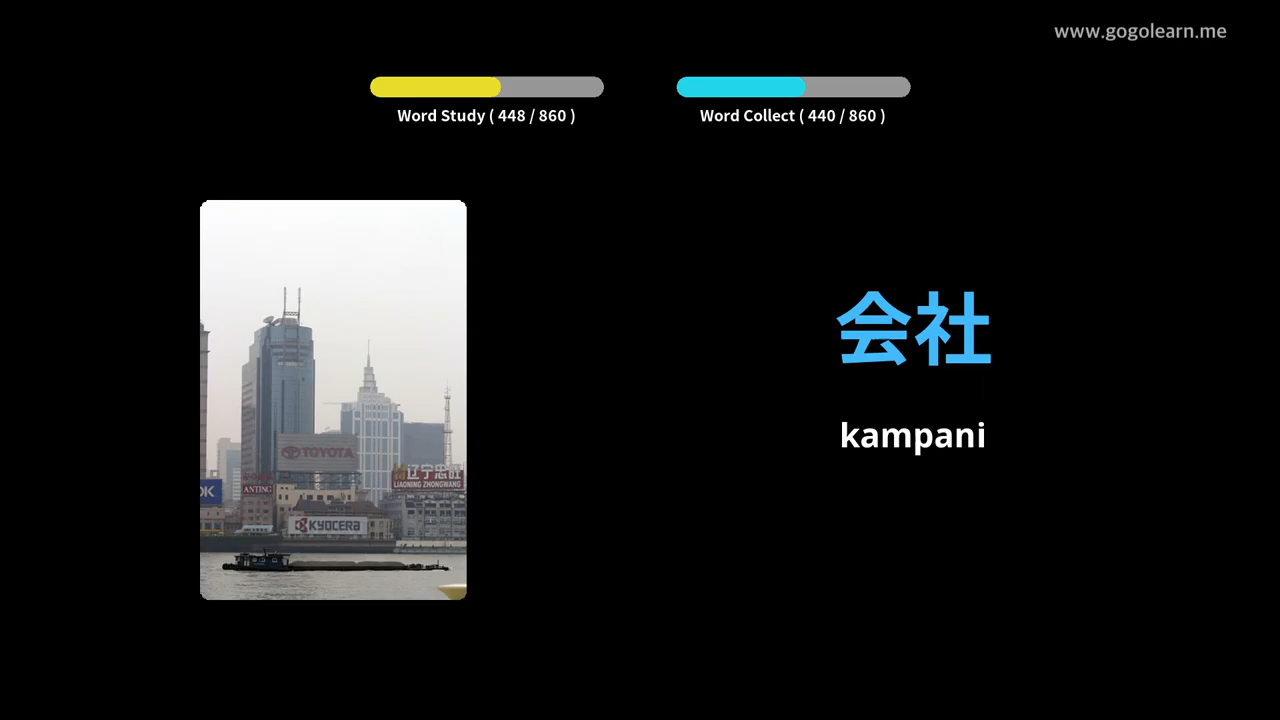 www.gogolearn.me
Word Study ( 448 / 860 )
Word Collect ( 440 / 860 )
会社
kampani
TOYOTA
辽宁忠旺
LIAONING ZHONGWANG
OK
ANTING
KYOCERA